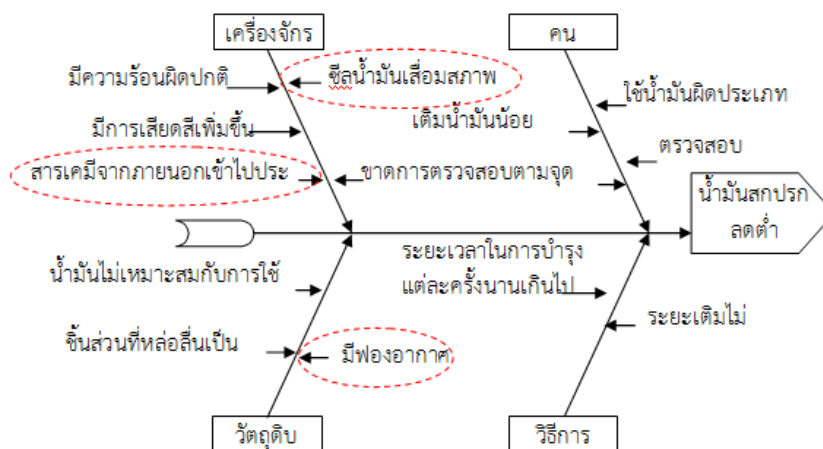 เครื่องจักร
คน
มีความร้อนผิดปกติ
ซีลน้ำมันเสื่อมสภาพ
ใช้น้ำมันผิดประเภท
มีการเสียดสีเพิ่มขึ้น
เติมน้ำมันน้อย
ตรวจสอบ
สารเคมีจากภายนอกเข้าไปประ
ขาดการตรวจสอบตามจุด
น้ำมันสกปรก
ลดต่ำ
น้ำมันไม่เหมาะสมกับการใช้
ระยะเวลาในการบำรุง
แต่ละครั้งนานเกินไป
ระยะเติมไม่
ชิ้นส่วนที่หล่อลื่นเป็น
มีฟองอากาศ
วัตถุดิบ
วิธีการ